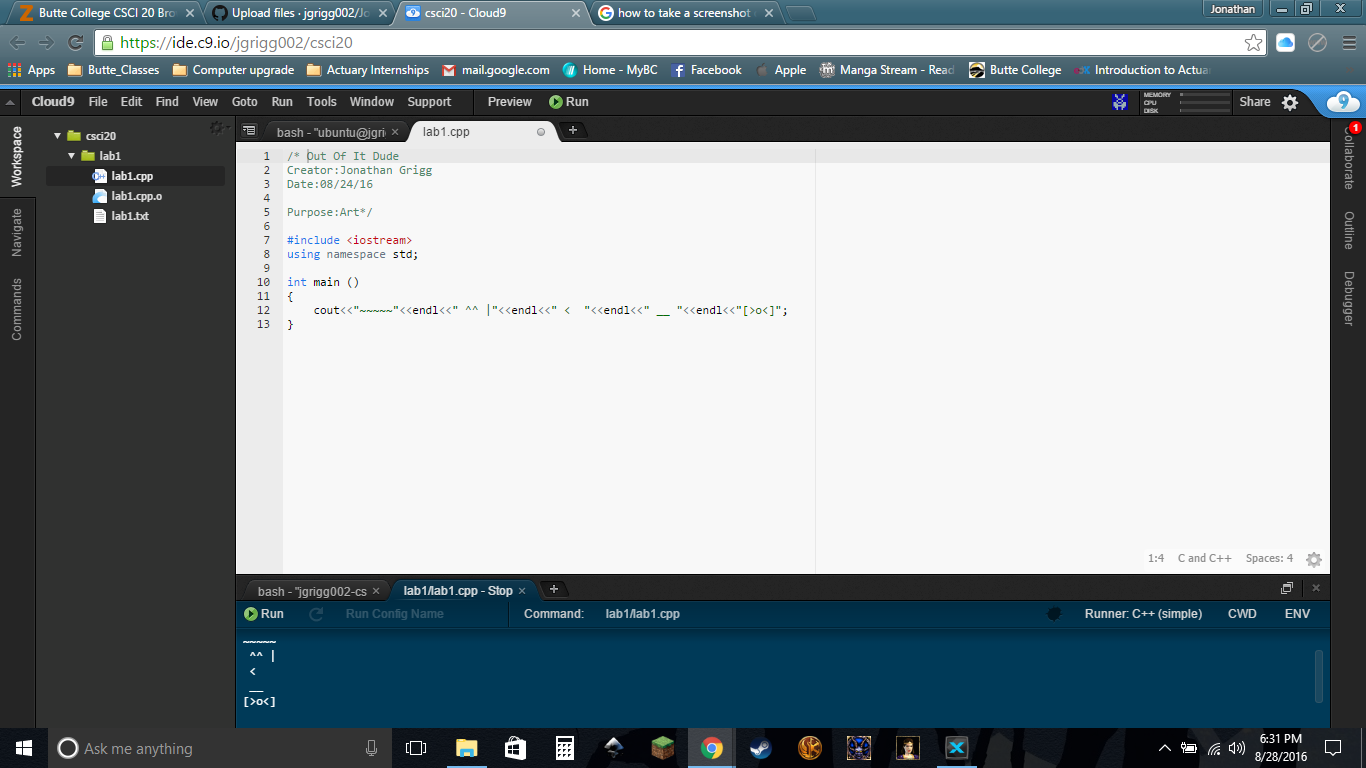 Butte College CSCI 20 Bro
Upload files · jgrigg002/Jo
csci20 - Cloud9
how to take a screenshot
Jonathan
https://ide.c9.io/jgrigg002/csci20
Apps Butte_Classes Computer upgrade Actuary Internships mail.google.com Home - MyBC Facebook Apple Manga Stream - Read Butte College Introduction to Actua
Cloud9 File Edit Find View Goto Run Tools Window Support Preview Run
MEMORY
CPU
DISK
Share
9
Workspace
Navigate
Commands
csci20
lab1
lab1.cpp
lab1.cpp.o
lab1.txt
bash - "ubuntu@jgri
lab1.cpp
1 /* Out Of It Dude
2 Creator:Jonathan Grigg
3 Date:08/24/16
4
5 Purpose:Art*/
6
7 #include <iostream>
8 using namespace std;
9
10 int main ()
11 {
12 cout<<"~~~~~"<<endl<<" ^^ |"<<endl<<" <  "<<endl<<" __ "<<endl<<"[>o<]";
13 }
1:4 C and C++ Spaces: 4
1
Collaborate
Outline
Debugger
bash - "jgrigg002-cs
lab1/lab1.cpp - Stop
Run Run Config Name Command: lab1/lab1.cpp Runner: C++ (simple) CWD ENV
~~~~~
 ^^ |
 <
 __
[>o<]
Ask me anything
6:31 PM
8/28/2016